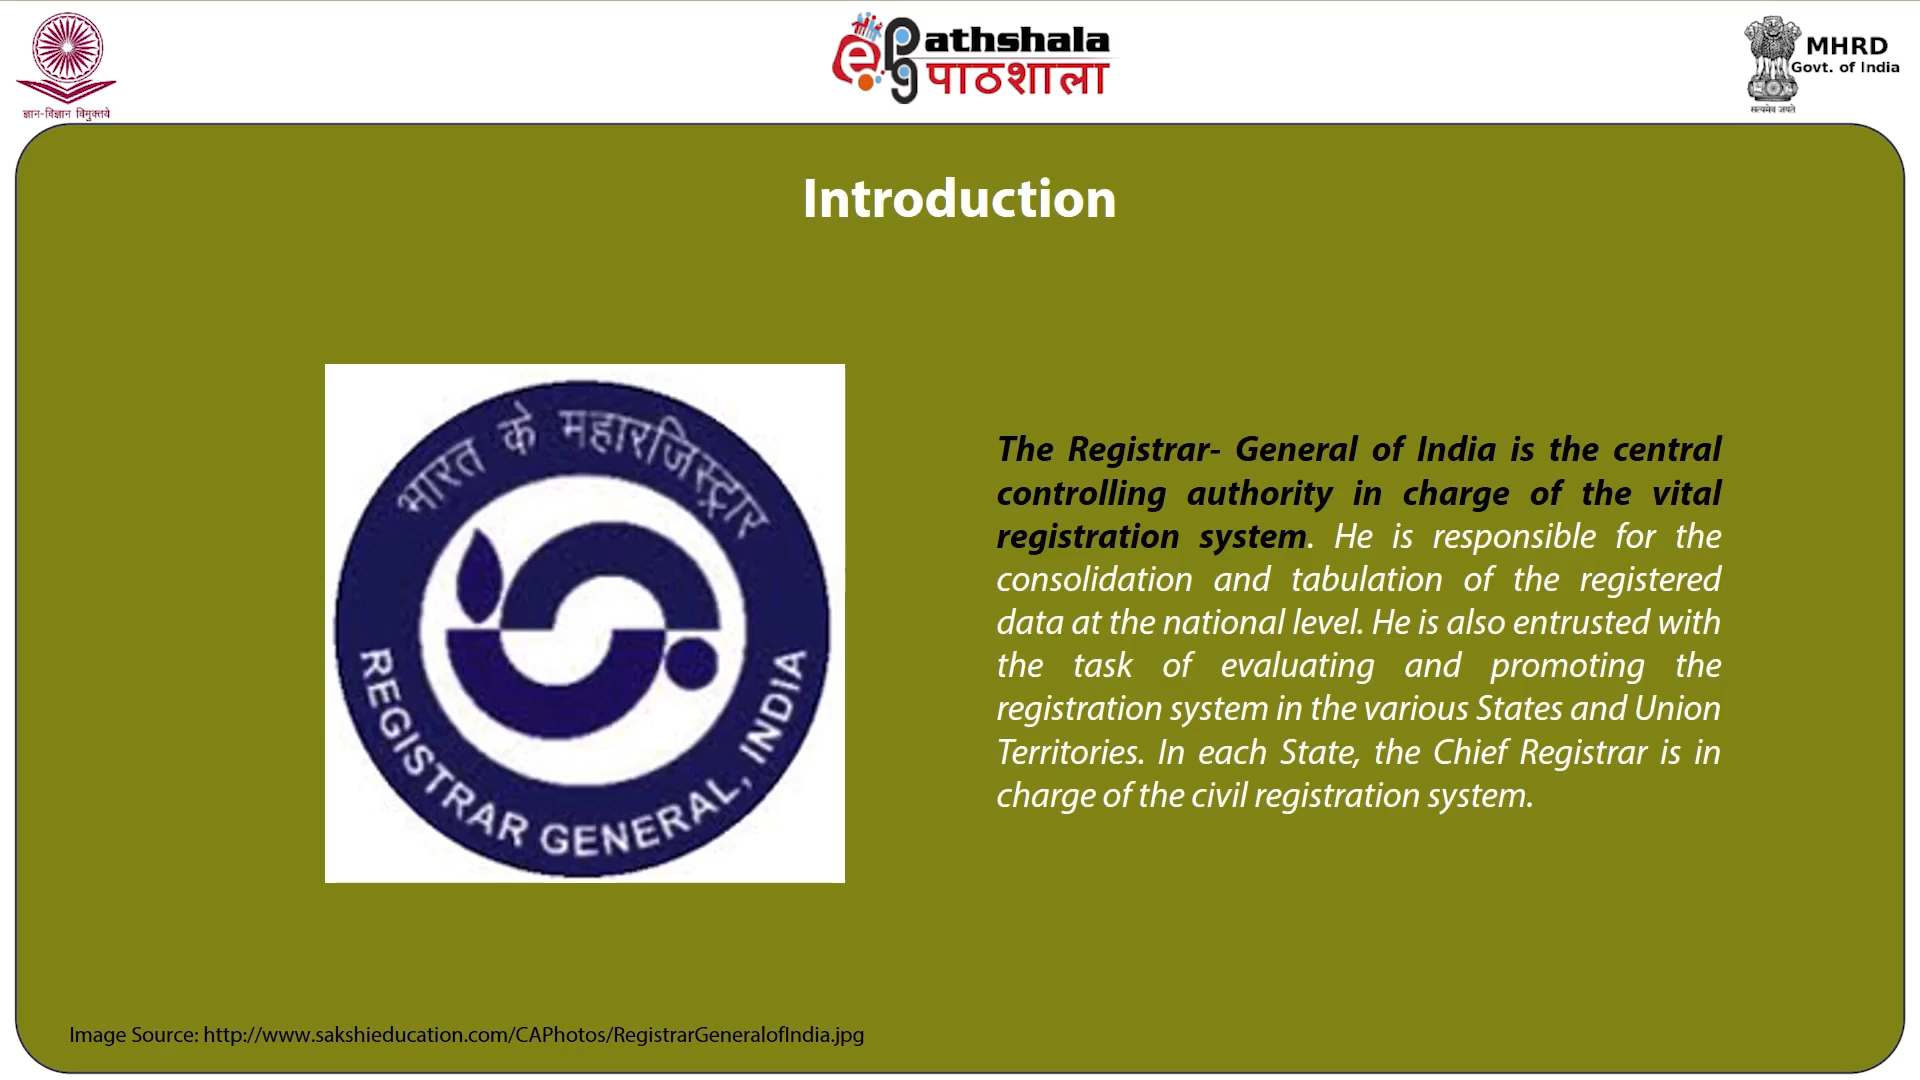 ज्ञान-विज्ञान विमुक्तये
ePGPathshala
पाठशाला
MHRD
Govt. of India
सत्यमेव जयते
Introduction
भारत के महारजिस्ट्रार
REGISTRAR GENERAL, INDIA
The Registrar- General of India is the central
controlling authority in charge of the vital
registration system. He is responsible for the
consolidation and tabulation of the registered
data at the national level. He is also entrusted with
the task of evaluating and promoting the
registration system in the various States and Union
Territories. In each State, the Chief Registrar is in
charge of the civil registration system.
Image Source: http://www.sakshieducation.com/CAPhotos/RegistrarGeneralofIndia.jpg